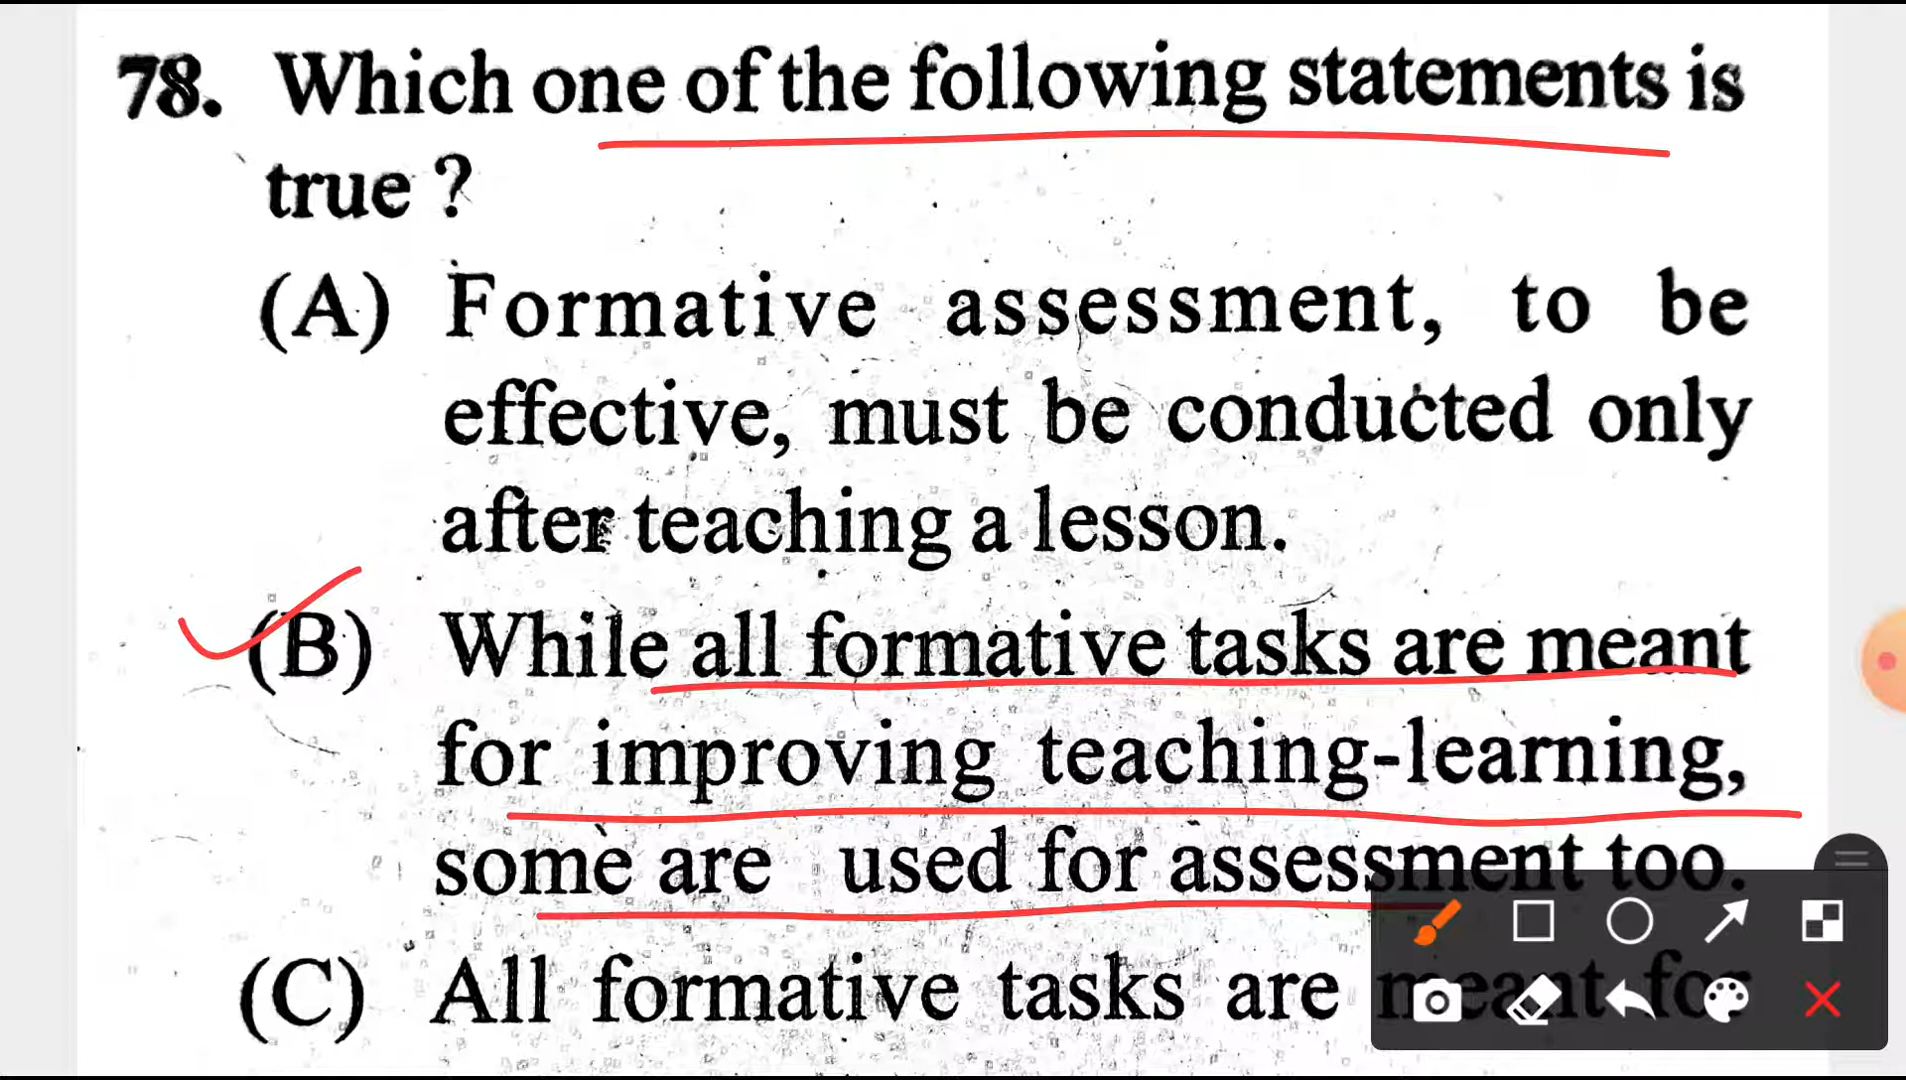 78. Which one of the following statements is
true ?
(A) Formative assessment, to be
effective, must be conducted only
after teaching a lesson.
(B) While all formative tasks are meant
for improving teaching-learning,
some are used for assessment too.
(C) All formative tasks are meant for